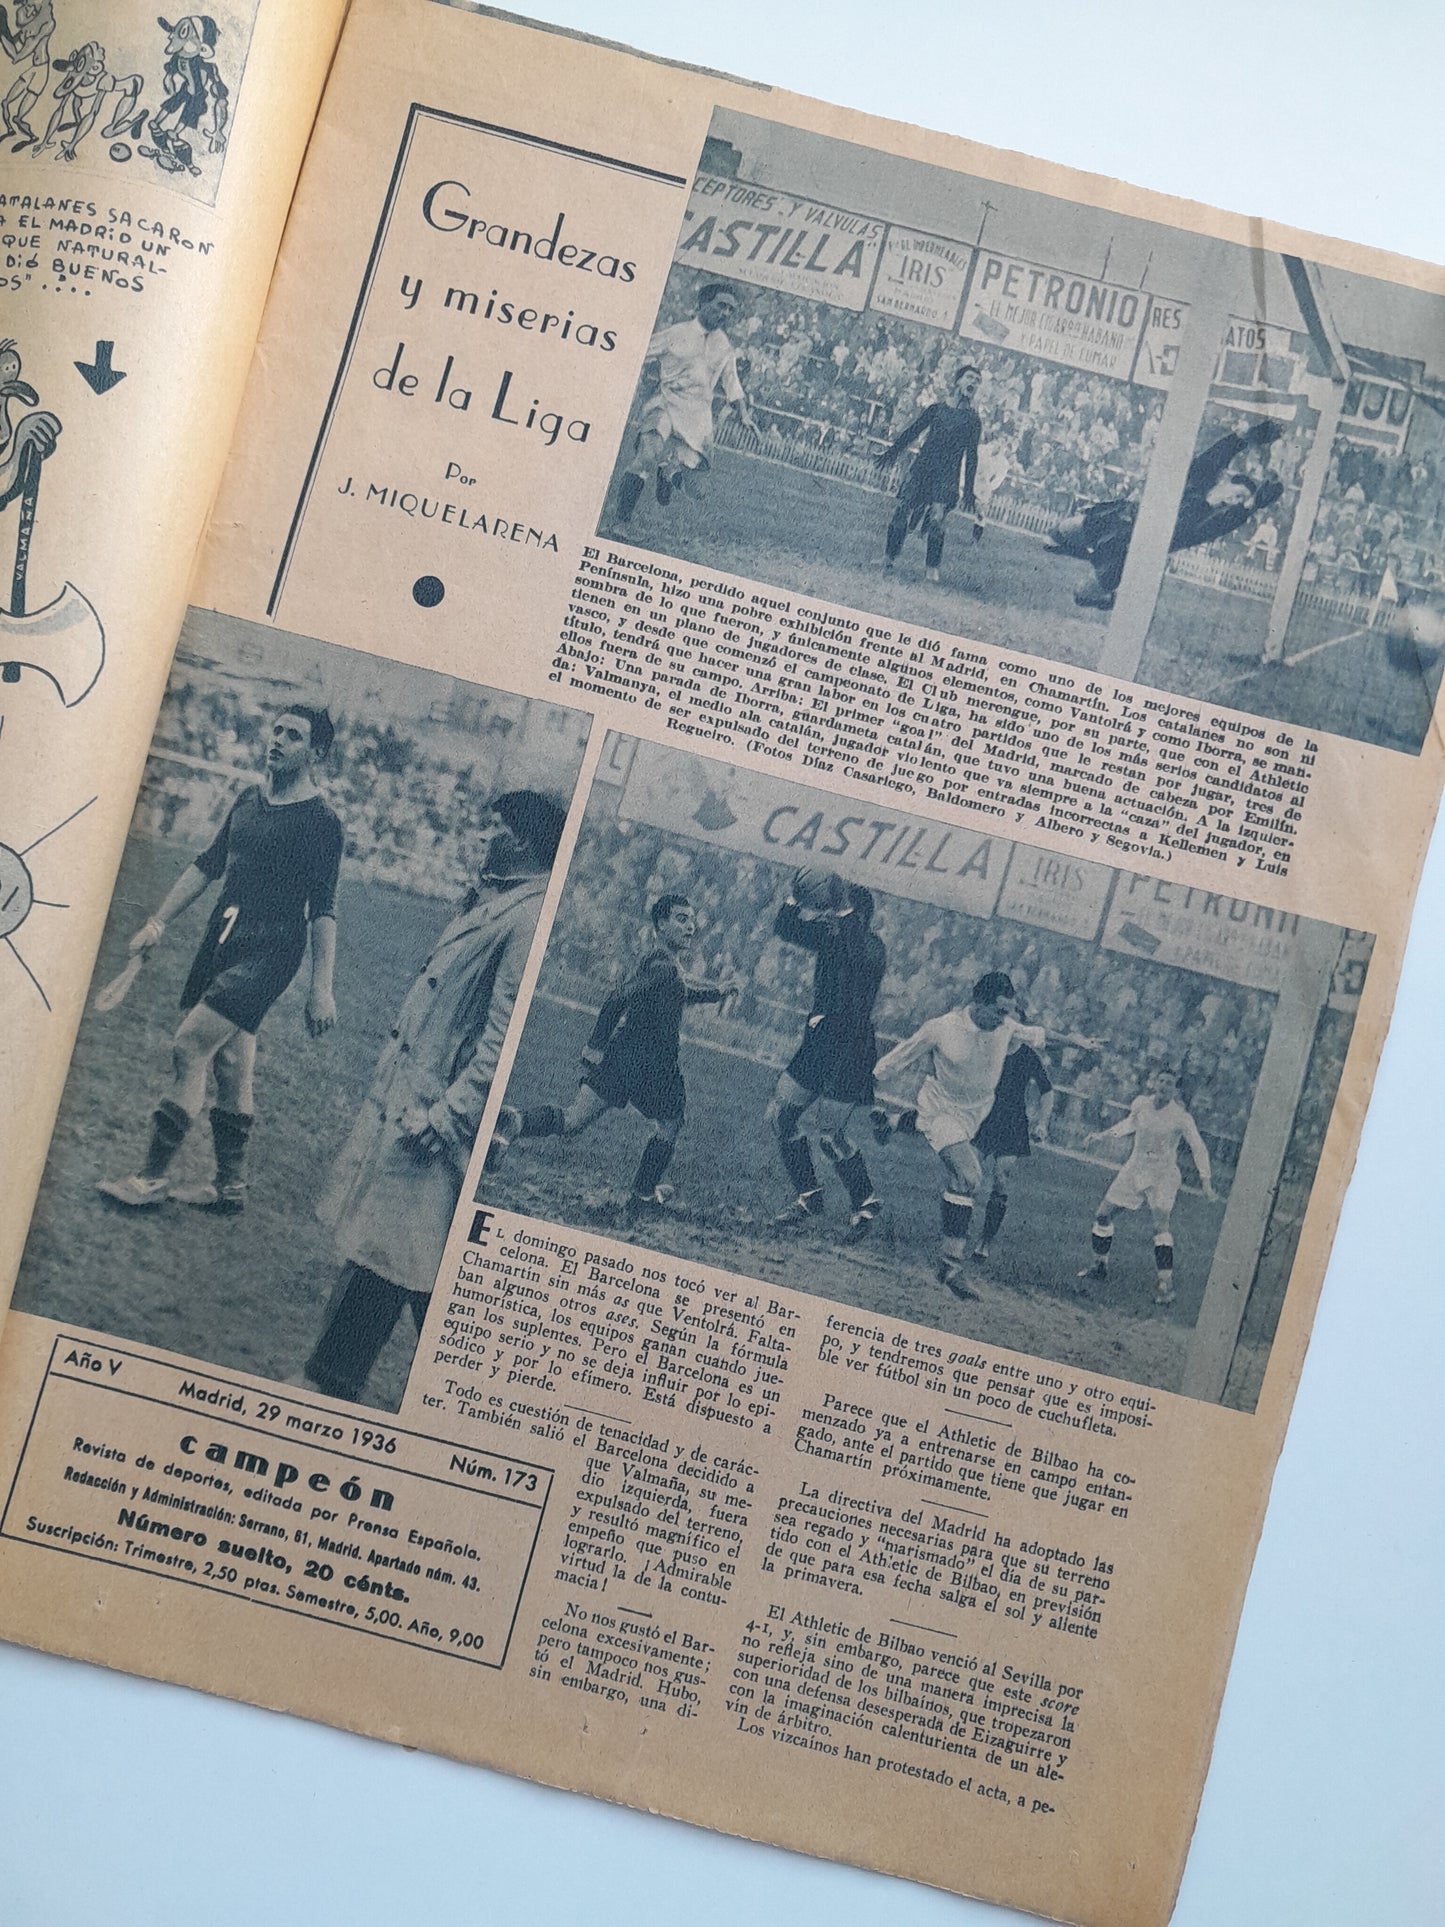 ATALANES SACARON
A EL MADRID UN
QUE NATURAL-
DIÓ BUENOS
OS"....
VALMAÑA
Grandezas
y miserias
de la Liga
Por
J. MIQUELARENA
CEPTORES Y VALVULAS
CASTILLA
IRIS
SAN BERNARDO
PETRONIO
EL MEJOR CIGARRO HABANO
Y PAPEL DE FUMAR
RES
ATOS
El Barcelona, perdido aquel conjunto que le dió fama como uno de los mejores equipos de la
Península, hizo una pobre exhibición frente al Madrid, en Chamartín. Los catalanes no son ni
sombra de lo que fueron, y únicamente algunos elementos, como Vantolrá y como Iborra, se man-
tienen en un plano de jugadores de clase. El Club merengue, por su parte, que con el Athlétic
vasco, y desde que comenzó el campeonato de Liga, ha sido uno de los más serios candidatos al
título, tendrá que hacer una gran labor en los cuatro partidos que le restan por jugar, tres de
ellos fuera de su campo. Arriba: El primer "goal" del Madrid, marcado de cabeza por Emilín.
Abajo: Una parada de Iborra, guardameta catalán, que tuvo una buena actuación. A la izquier-
da: Valmanya, el medio ala catalán, jugador violento que va siempre a la "caza" del jugador, en
el momento de ser expulsado del terreno de juego por entradas incorrectas a Kellemen y Luis
Regueiro. (Fotos Díaz Casariego, Baldomero y Albero y Segovia.)
CASTILLA
IRIS
PETRONI
EL domingo pasado nos tocó ver al Bar-
celona. El Barcelona se presentó en
Chamartín sin más as que Ventolrá. Falta-
ban algunos otros ases. Según la fórmula
humorística, los equipos ganan cuando jue-
gan los suplentes. Pero el Barcelona es un
equipo serio y no se deja influir por lo epi-
sódico y por lo efímero. Está dispuesto a
perder y pierde.
Todo es cuestión de tenacidad y de carác-
ter. También salió el Barcelona decidido a
que Valmaña, su me-
dio izquierda, fuera
expulsado del terreno,
y resultó magnífico el
empeño que puso en
lograrlo. ¡Admirable
virtud la de la contu-
macia!
No nos gustó el Bar-
celona excesivamente;
pero tampoco nos gus-
tó el Madrid. Hubo,
sin embargo, una di-
ferencia de tres goals entre uno y otro equi-
po, y tendremos que pensar que es imposi-
ble ver fútbol sin un poco de cuchufleta.
Parece que el Athletic de Bilbao ha co-
menzado ya a entrenarse en campo enfan-
gado, ante el partido que tiene que jugar en
Chamartín próximamente.
La directiva del Madrid ha adoptado las
precauciones necesarias para que su terreno
sea regado y "marismado" el día de su par-
tido con el Athletic de Bilbao, en previsión
de que para esa fecha salga el sol y aliente
la primavera.
El Athletic de Bilbao venció al Sevilla por
4-1, y, sin embargo, parece que este score
no refleja sino de una manera imprecisa la
superioridad de los bilbaínos, que tropezaron
con una defensa desesperada de Eizaguirre y
con la imaginación calenturienta de un ale-
vín de árbitro.
Los vizcaínos han protestado el acta, a pe-
Año V
Madrid, 29 marzo 1936
Núm. 173
campeón
Revista de deportes, editada por Prensa Española.
Redacción y Administración: Serrano, 61, Madrid. Apartado núm. 43.
Número suelto, 20 cénts.
Suscripción: Trimestre, 2,50 ptas. Semestre, 5,00. Año, 9,00